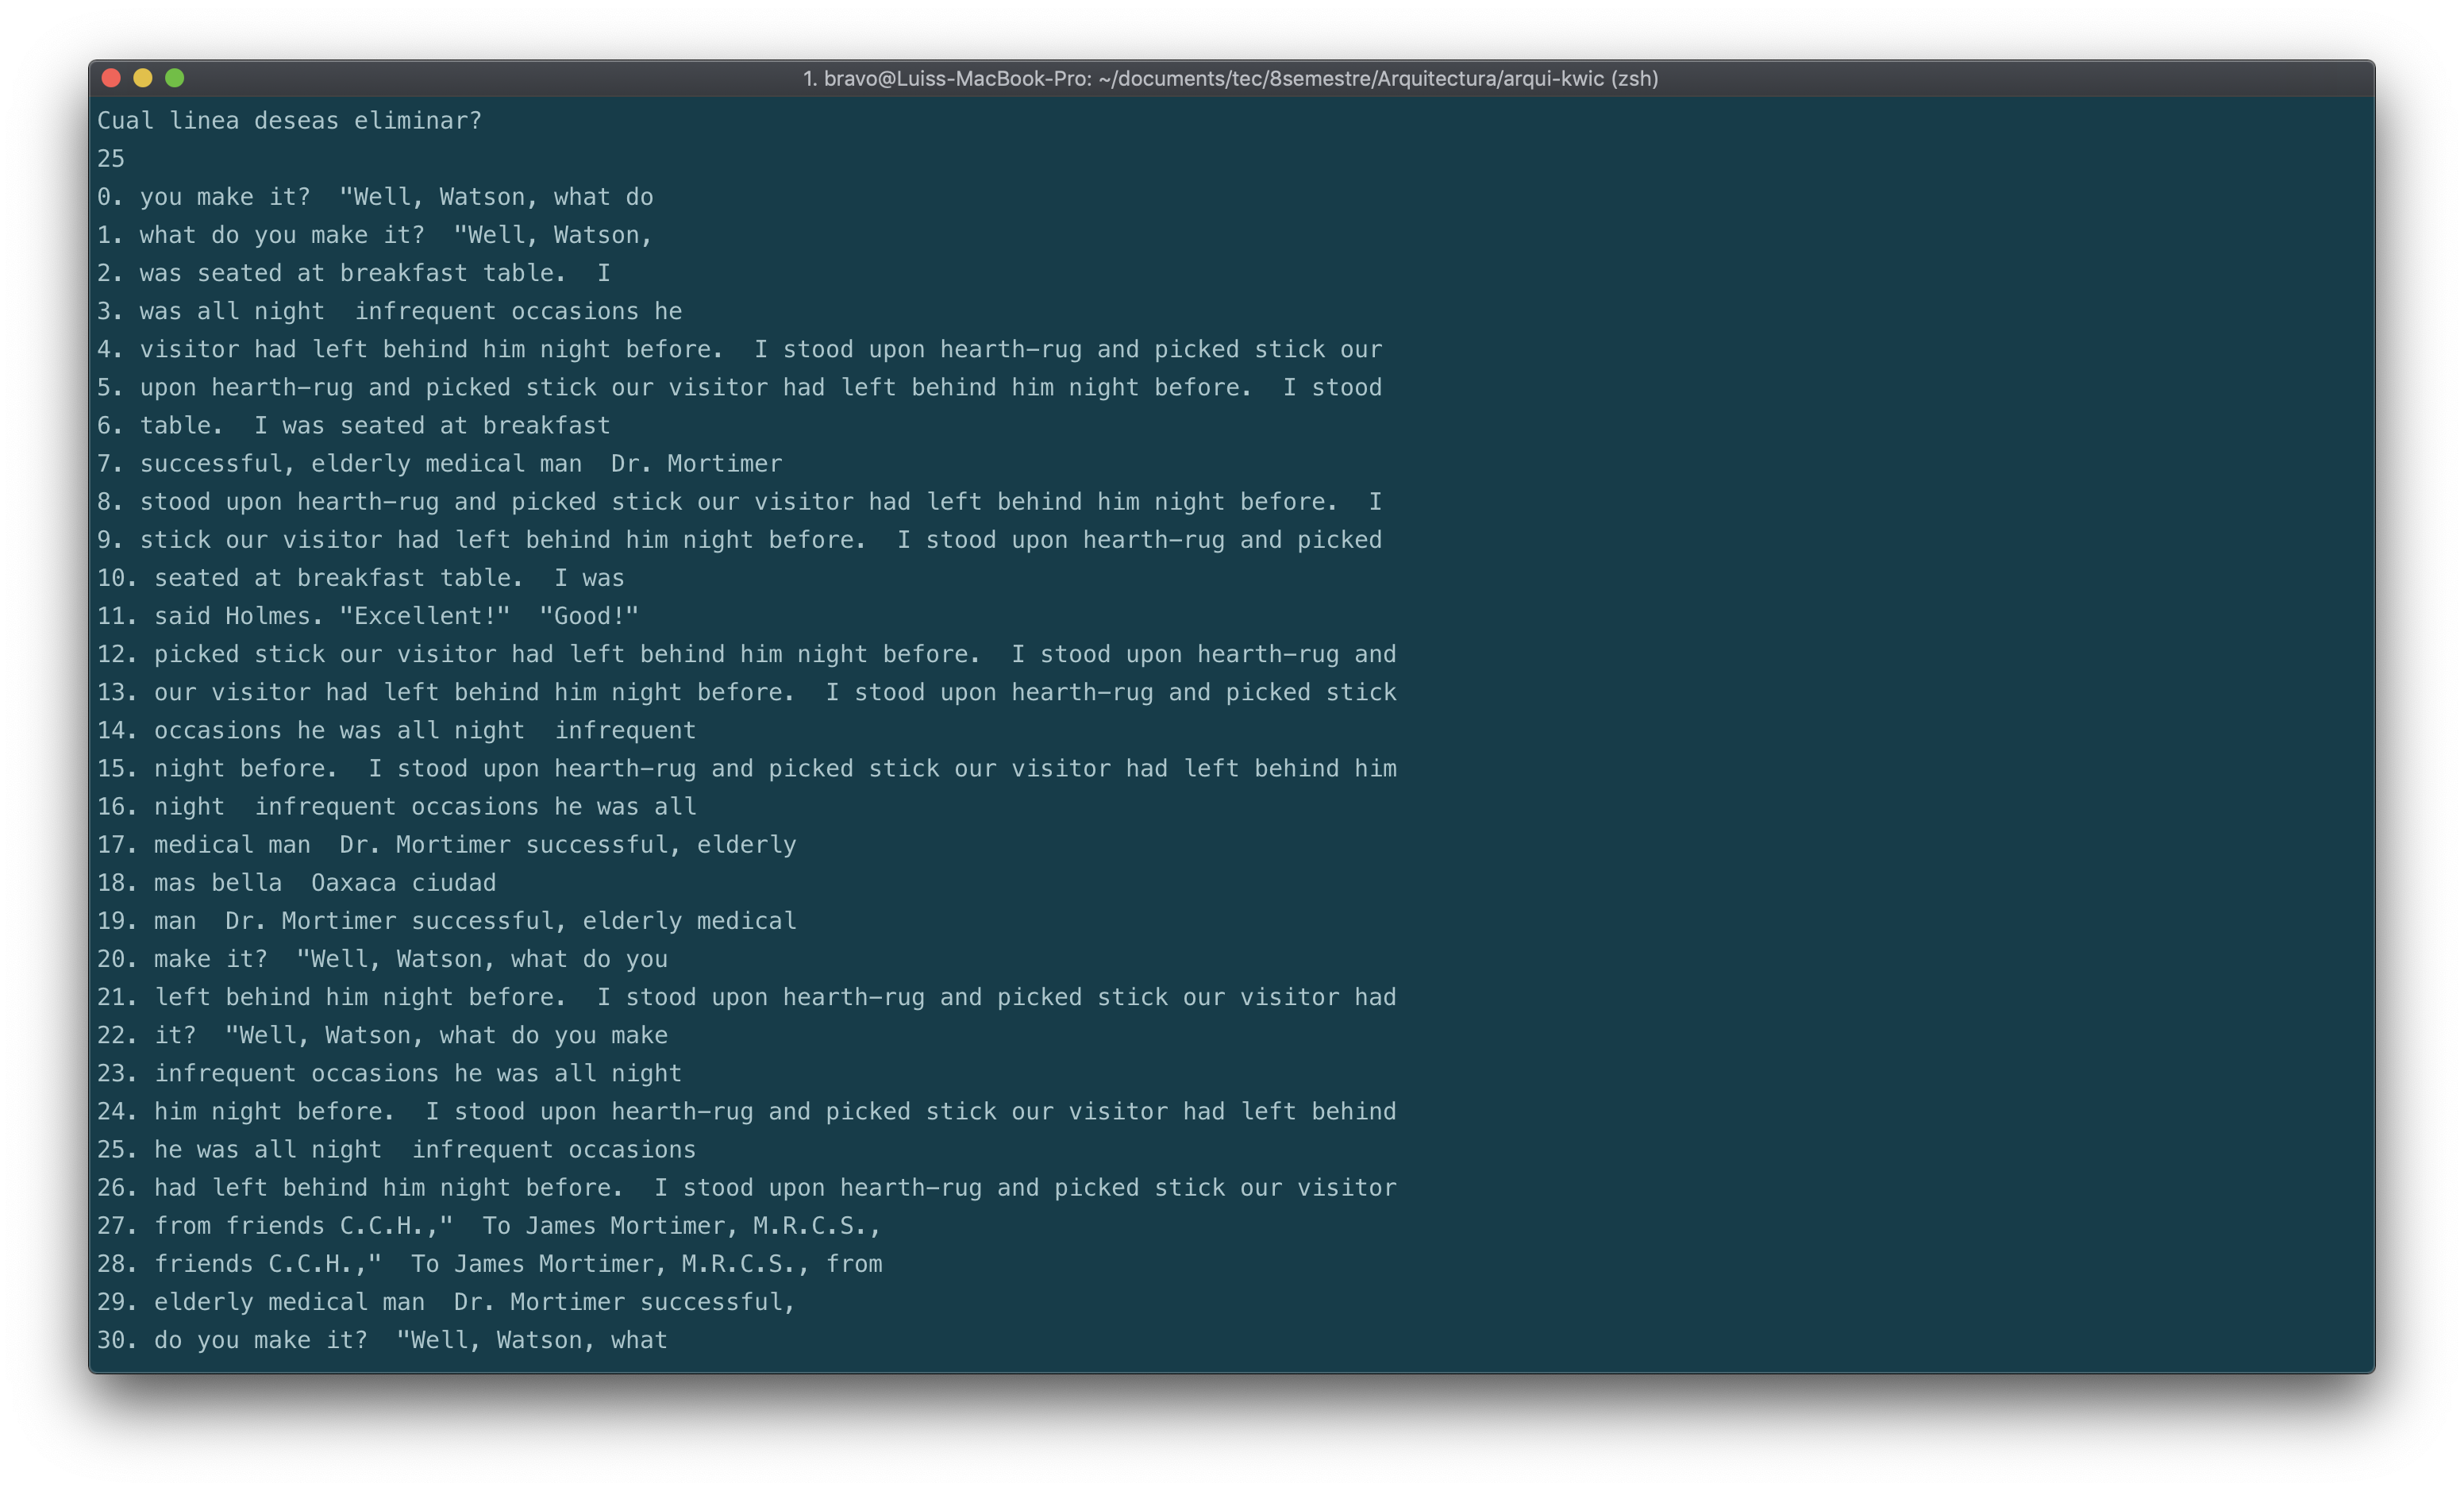 1. bravo@Luiss-MacBook-Pro: ~/documents/tec/8semestre/Arquitectura/arqui-kwic (zsh)
Cual linea deseas eliminar?
25
0. you make it?  "Well, Watson, what do
1. what do you make it?  "Well, Watson,
2. was seated at breakfast table.  I
3. was all night  infrequent occasions he
4. visitor had left behind him night before.  I stood upon hearth-rug and picked stick our
5. upon hearth-rug and picked stick our visitor had left behind him night before.  I stood
6. table.  I was seated at breakfast
7. successful, elderly medical man  Dr. Mortimer
8. stood upon hearth-rug and picked stick our visitor had left behind him night before.  I
9. stick our visitor had left behind him night before.  I stood upon hearth-rug and picked
10. seated at breakfast table.  I was
11. said Holmes. "Excellent!"  "Good!"
12. picked stick our visitor had left behind him night before.  I stood upon hearth-rug and
13. our visitor had left behind him night before.  I stood upon hearth-rug and picked stick
14. occasions he was all night  infrequent
15. night before.  I stood upon hearth-rug and picked stick our visitor had left behind him
16. night  infrequent occasions he was all
17. medical man  Dr. Mortimer successful, elderly
18. mas bella  Oaxaca ciudad
19. man  Dr. Mortimer successful, elderly medical
20. make it?  "Well, Watson, what do you
21. left behind him night before.  I stood upon hearth-rug and picked stick our visitor had
22. it?  "Well, Watson, what do you make
23. infrequent occasions he was all night
24. him night before.  I stood upon hearth-rug and picked stick our visitor had left behind
25. he was all night  infrequent occasions
26. had left behind him night before.  I stood upon hearth-rug and picked stick our visitor
27. from friends C.C.H.,"  To James Mortimer, M.R.C.S.,
28. friends C.C.H.,"  To James Mortimer, M.R.C.S., from
29. elderly medical man  Dr. Mortimer successful,
30. do you make it?  "Well, Watson, what